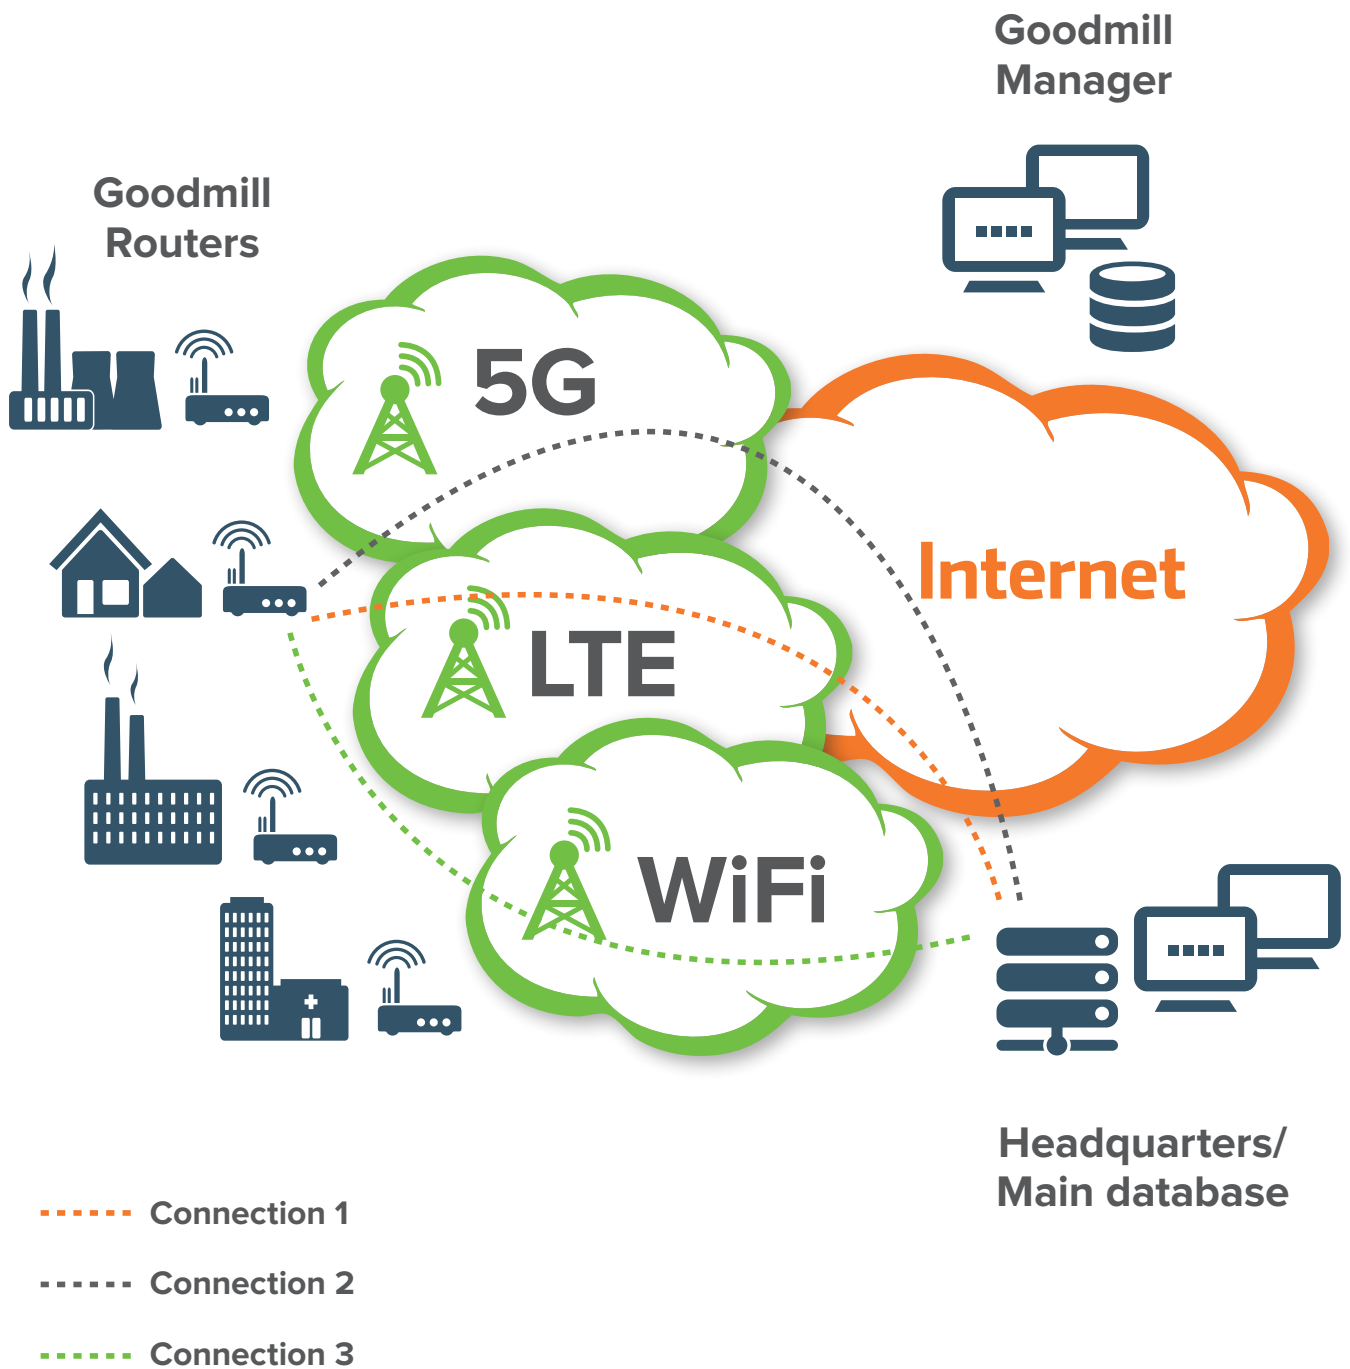 Goodmill
Manager
Goodmill
Routers
5G
Internet
LTE
WiFi
Headquarters/
Main database
Connection 1
Connection 2
Connection 3